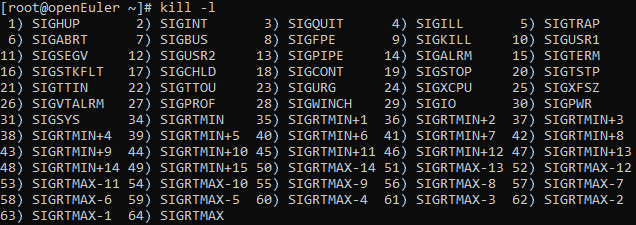 [root@openEuler ~]# kill -l
 1) SIGHUP       2) SIGINT       3) SIGQUIT      4) SIGILL       5) SIGTRAP
 6) SIGABRT      7) SIGBUS       8) SIGFPE       9) SIGKILL     10) SIGUSR1
11) SIGSEGV     12) SIGUSR2     13) SIGPIPE     14) SIGALRM     15) SIGTERM
16) SIGSTKFLT   17) SIGCHLD     18) SIGCONT     19) SIGSTOP     20) SIGTSTP
21) SIGTTIN     22) SIGTTOU     23) SIGURG      24) SIGXCPU     25) SIGXFSZ
26) SIGVTALRM   27) SIGPROF     28) SIGWINCH    29) SIGIO       30) SIGPWR
31) SIGSYS      34) SIGRTMIN    35) SIGRTMIN+1  36) SIGRTMIN+2  37) SIGRTMIN+3
38) SIGRTMIN+4  39) SIGRTMIN+5  40) SIGRTMIN+6  41) SIGRTMIN+7  42) SIGRTMIN+8
43) SIGRTMIN+9  44) SIGRTMIN+10 45) SIGRTMIN+11 46) SIGRTMIN+12 47) SIGRTMIN+13
48) SIGRTMIN+14 49) SIGRTMIN+15 50) SIGRTMAX-14 51) SIGRTMAX-13 52) SIGRTMAX-12
53) SIGRTMAX-11 54) SIGRTMAX-10 55) SIGRTMAX-9  56) SIGRTMAX-8  57) SIGRTMAX-7
58) SIGRTMAX-6  59) SIGRTMAX-5  60) SIGRTMAX-4  61) SIGRTMAX-3  62) SIGRTMAX-2
63) SIGRTMAX-1  64) SIGRTMAX